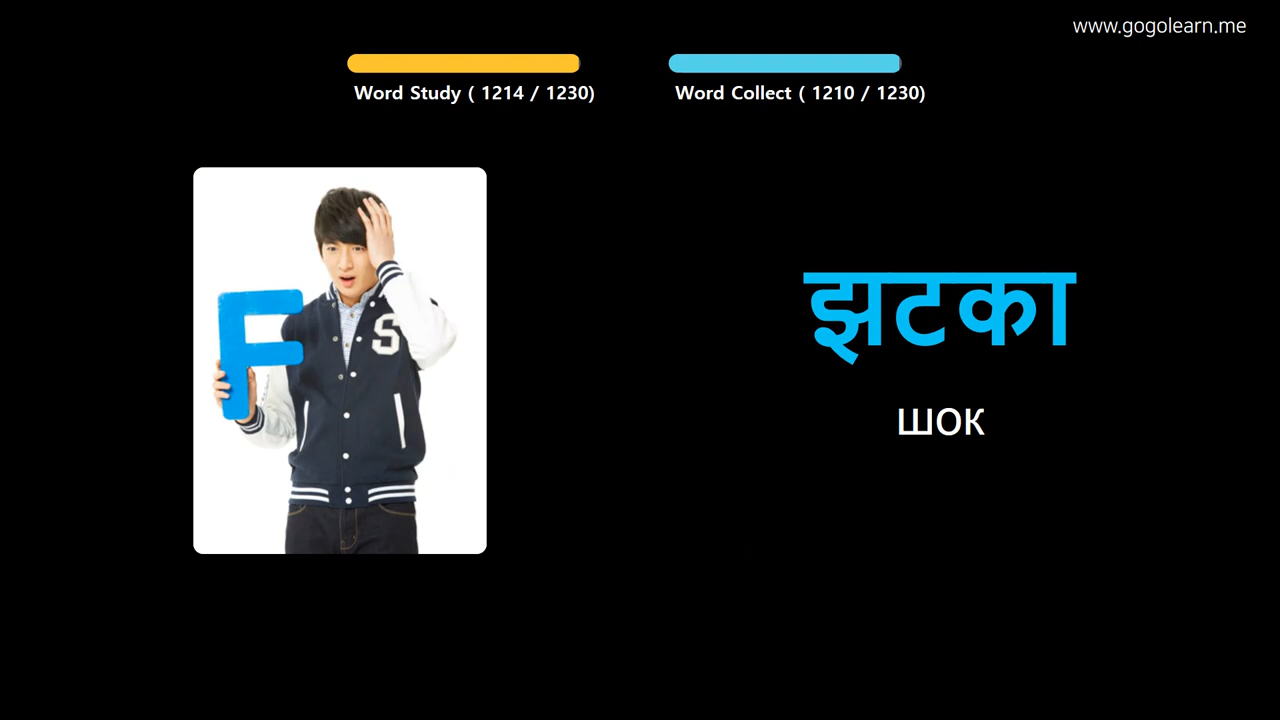 www.gogolearn.me
Word Study ( 1214 / 1230)
Word Collect ( 1210 / 1230)
F
S
झटका
шок